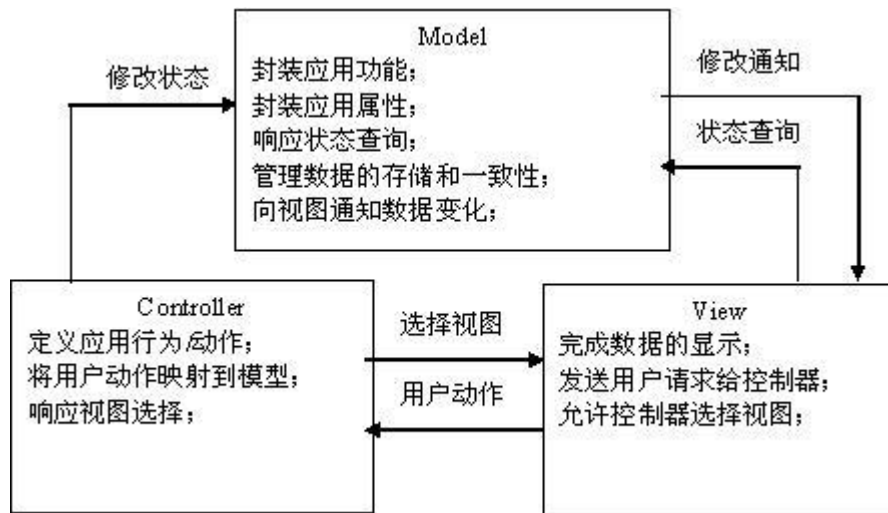 Model
封装应用功能;
封装应用属性;
响应状态查询;
管理数据的存储和一致性;
向视图通知数据变化;
修改状态
修改通知
状态查询
Controller
定义应用行为/动作;
将用户动作映射到模型;
响应视图选择;
选择视图
用户动作
View
完成数据的显示;
发送用户请求给控制器;
允许控制器选择视图;